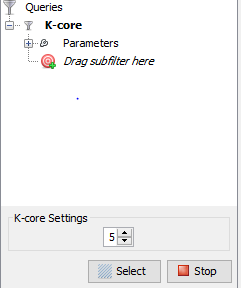 Queries
K-core
Parameters
Drag subfilter here
K-core Settings
5
Select
Stop